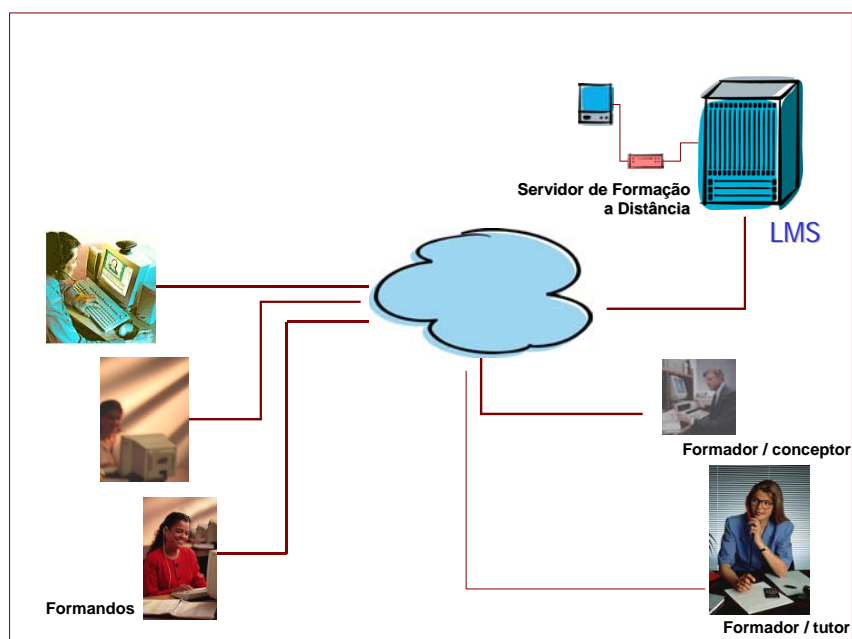 Servidor de Formação
a Distância
LMS
Formador / conceptor
Formandos
Formador / tutor